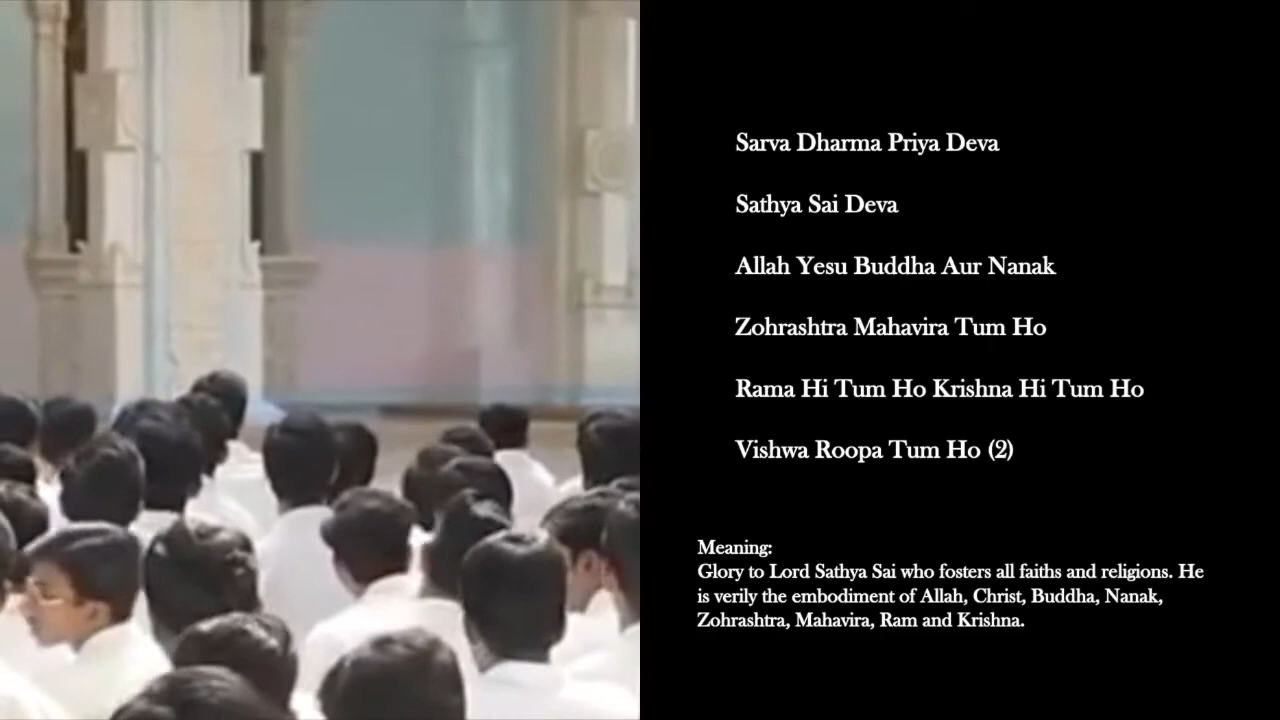 Sarva Dharma Priya Deva
Sathya Sai Deva
Allah Yesu Buddha Aur Nanak
Zohrashtra Mahavira Tum Ho
Rama Hi Tum Ho Krishna Hi Tum Ho
Vishwa Roopa Tum Ho (2)
Meaning:
Glory to Lord Sathya Sai who fosters all faiths and religions. He
is verily the embodiment of Allah, Christ, Buddha, Nanak,
Zohrashtra, Mahavira, Ram and Krishna.